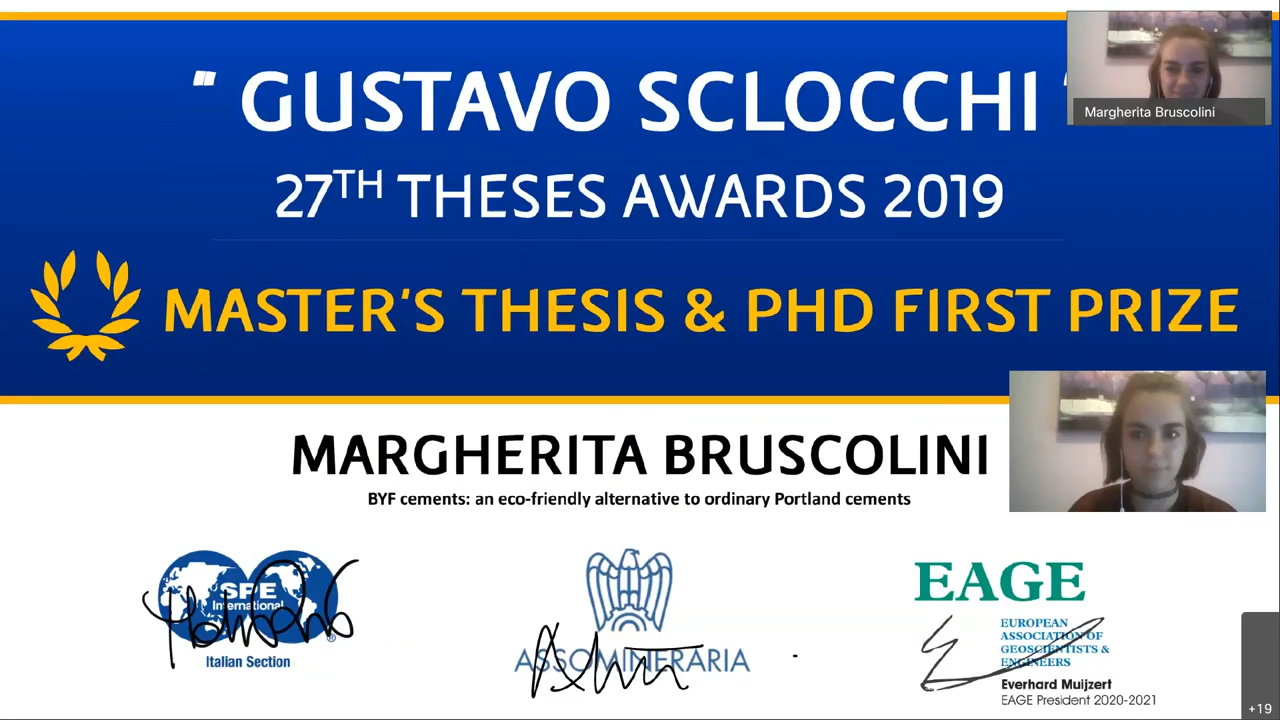 " GUSTAVO SCLOCCHI "
Margherita Bruscolini
27TH THESES AWARDS 2019
MASTER'S THESIS & PHD FIRST PRIZE
MARGHERITA BRUSCOLINI
BYF cements: an eco-friendly alternative to ordinary Portland cements
SPE
International
®
Italian Section
ASSOMINERARIA
EAGE
EUROPEAN
ASSOCIATION OF
GEOSCIENTISTS &
ENGINEERS
Everhard Muijzert
EAGE President 2020-2021
+19